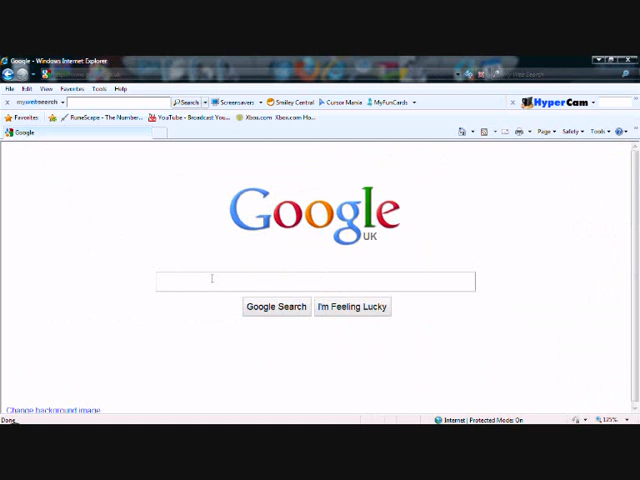 Google - Windows Internet Explorer
Web Search
File Edit View Favorites Tools Help
mywebsearch Search Screensavers Smiley Central Cursor Mania MyFunCards HyperCam
Favorites RuneScape - The Number... YouTube - Broadcast You... Xbox.com Xbox.com Ho...
Google Page Safety Tools
Google
UK
Google Search I'm Feeling Lucky
Change background image
Done Internet | Protected Mode: On 125%